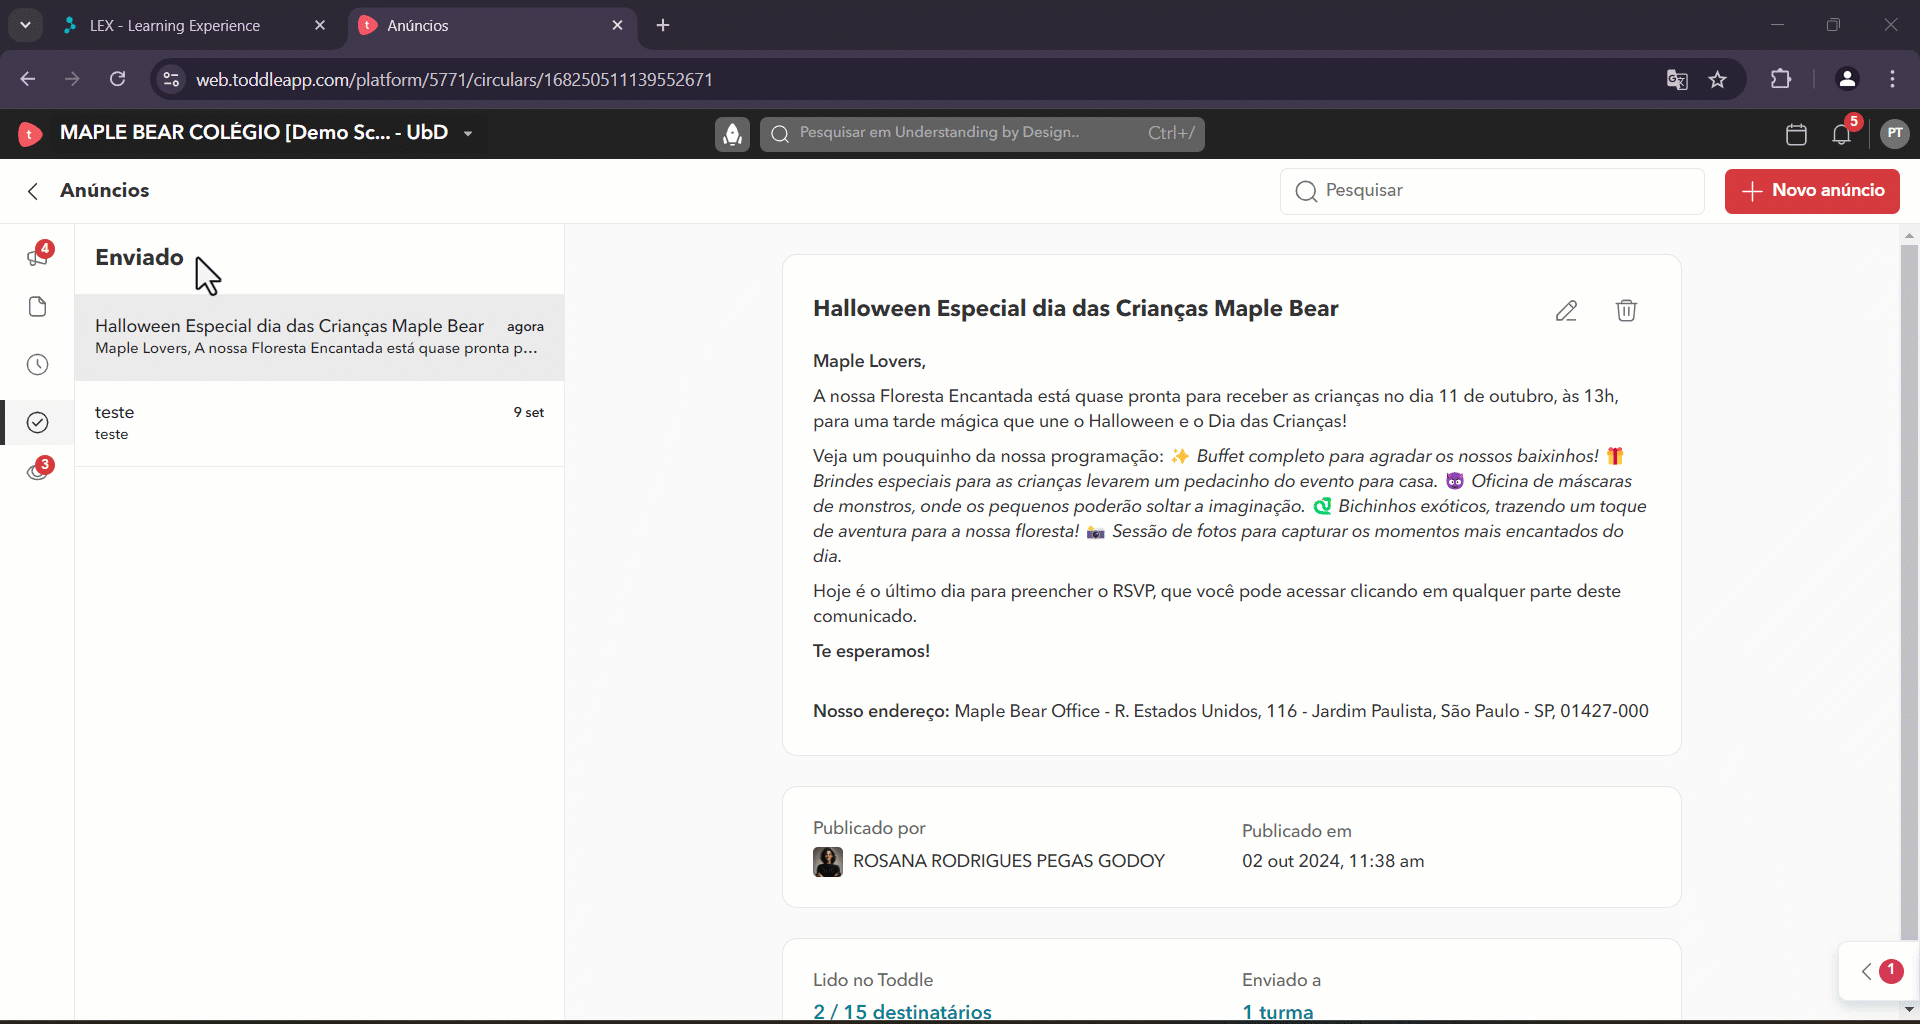 LEX - Learning Experience
Anúncios
web.toddleapp.com/platform/5771/circulars/168250511139552671
MAPLE BEAR COLÉGIO [Demo Sc... - UbD
Pesquisar em Understanding by Design.. Ctrl+/
5
PT
Anúncios
Pesquisar
Novo anúncio
4
3
Enviado
Halloween Especial dia das Crianças Maple Bear agora
Maple Lovers, A nossa Floresta Encantada está quase pronta p...
teste 9 set
teste
Halloween Especial dia das Crianças Maple Bear
Maple Lovers,
A nossa Floresta Encantada está quase pronta para receber as crianças no dia 11 de outubro, às 13h,
para uma tarde mágica que une o Halloween e o Dia das Crianças!
Veja um pouquinho da nossa programação: ✨ Buffet completo para agradar os nossos baixinhos! 🎁
Brindes especiais para as crianças levarem um pedacinho do evento para casa. 😈 Oficina de máscaras
de monstros, onde os pequenos poderão soltar a imaginação. 🐉 Bichinhos exóticos, trazendo um toque
de aventura para a nossa floresta! 📸 Sessão de fotos para capturar os momentos mais encantados do
dia.
Hoje é o último dia para preencher o RSVP, que você pode acessar clicando em qualquer parte deste
comunicado.
Te esperamos!
Nosso endereço: Maple Bear Office - R. Estados Unidos, 116 - Jardim Paulista, São Paulo - SP, 01427-000
Publicado por
ROSANA RODRIGUES PEGAS GODOY
Publicado em
02 out 2024, 11:38 am
Lido no Toddle
2 / 15 destinatários
Enviado a
1 turma
1